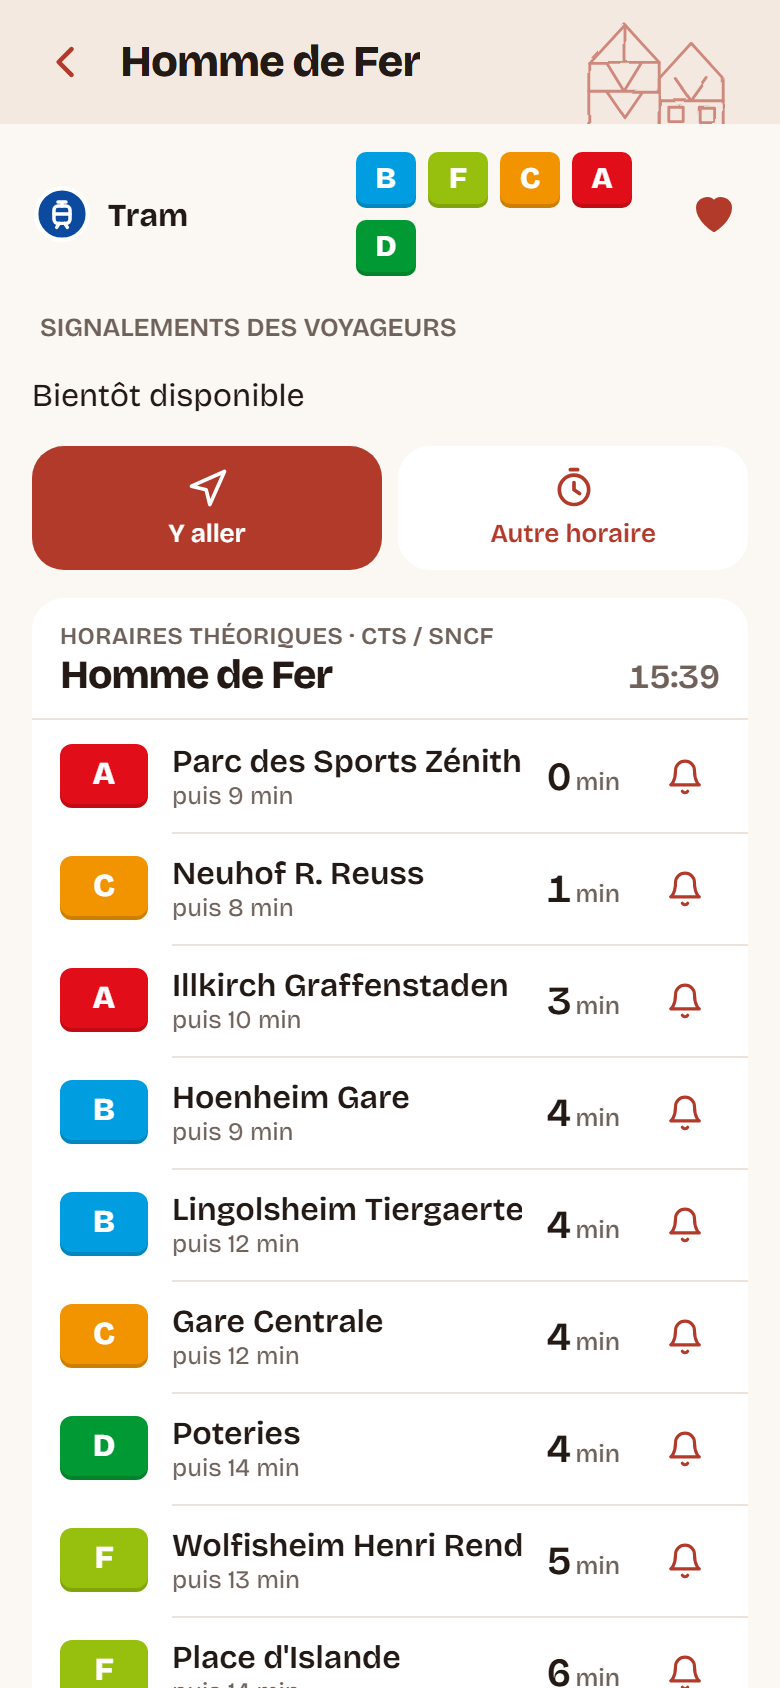 Homme de Fer
Tram
B F C A
D
SIGNALEMENTS DES VOYAGEURS
Bientôt disponible
Y aller
Autre horaire
HORAIRES THÉORIQUES · CTS / SNCF
Homme de Fer
15:39
A
Parc des Sports Zénith
puis 9 min
0 min
C
Neuhof R. Reuss
puis 8 min
1 min
A
Illkirch Graffenstaden
puis 10 min
3 min
B
Hoenheim Gare
puis 9 min
4 min
B
Lingolsheim Tiergaerte
puis 12 min
4 min
C
Gare Centrale
puis 12 min
4 min
D
Poteries
puis 14 min
4 min
F
Wolfisheim Henri Rend
puis 13 min
5 min
F
Place d'Islande
puis 14 min
6 min